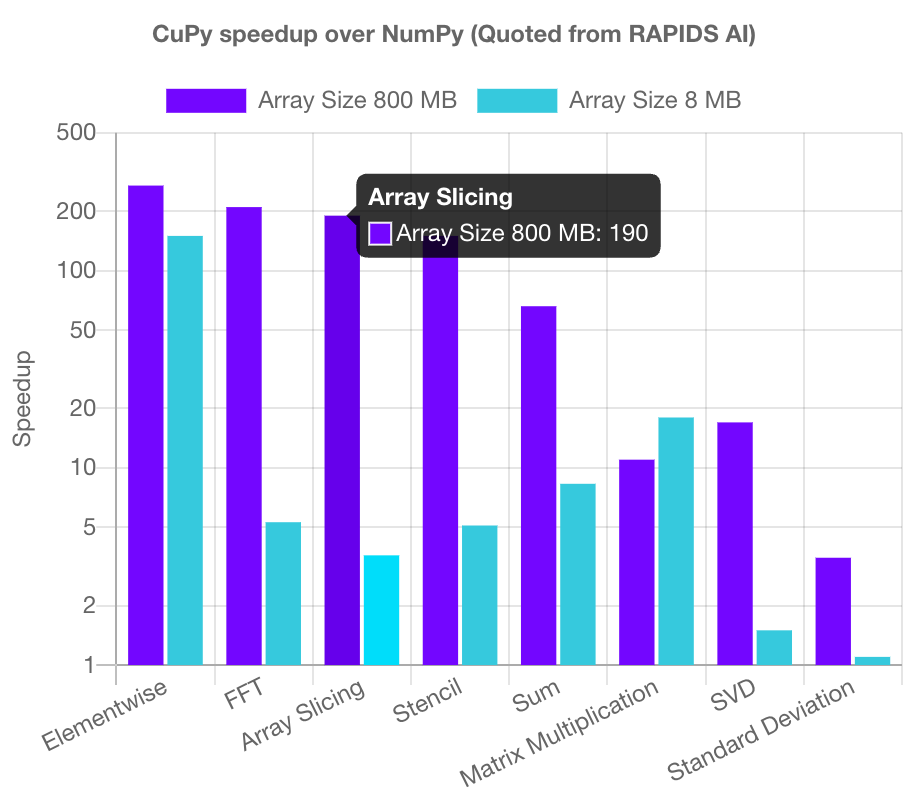 CuPy speedup over NumPy (Quoted from RAPIDS AI)
Array Size 800 MB
Array Size 8 MB
Speedup
500
200
100
50
20
10
5
2
1
Array Slicing
Array Size 800 MB: 190
Elementwise
FFT
Array Slicing
Stencil
Sum
Matrix Multiplication
SVD
Standard Deviation